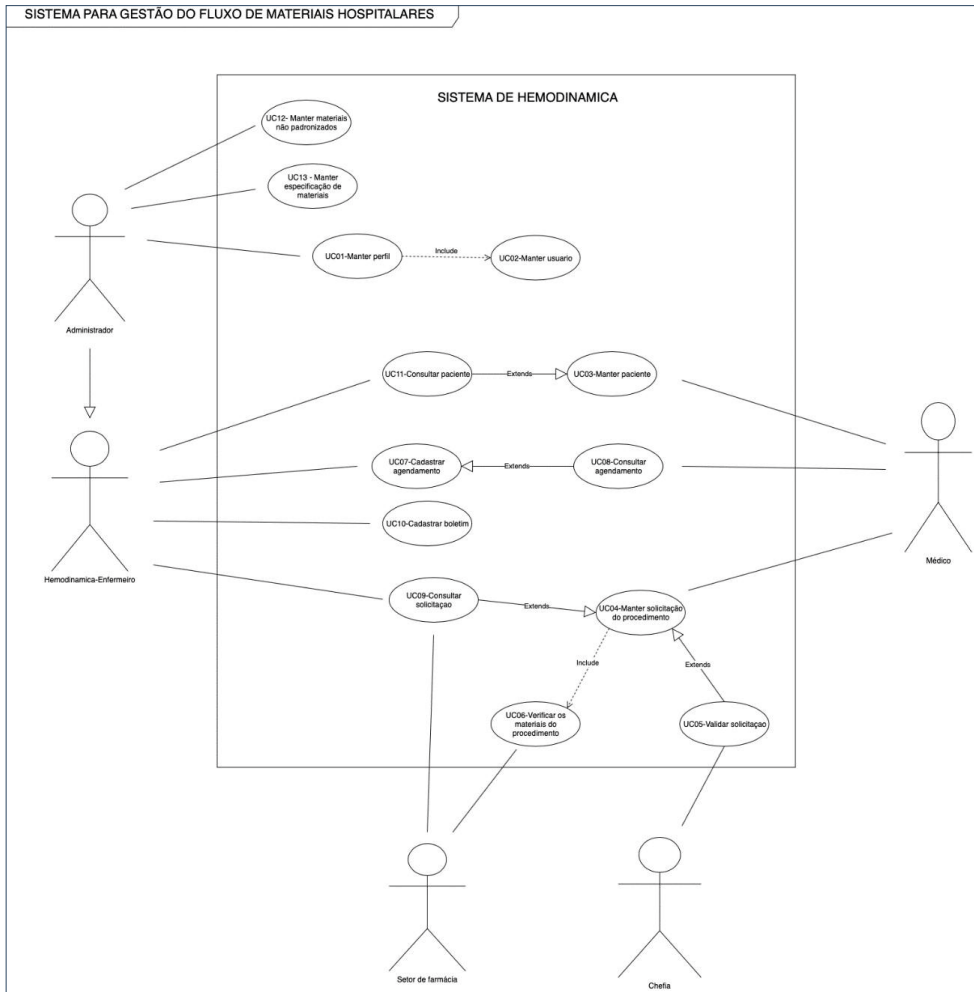 SISTEMA PARA GESTÃO DO FLUXO DE MATERIAIS HOSPITALARES
SISTEMA DE HEMODINAMICA
UC12- Manter materiais
não padronizados
UC13 - Manter
especificação de
materiais
UC01-Manter perfil
Include
UC02-Manter usuario
Administrador
UC11-Consultar paciente
Extends
UC03-Manter paciente
UC07-Cadastrar
agendamento
Extends
UC08-Consultar
agendamento
UC10-Cadastrar boletim
Hemodinamica-Enfermeiro
Médico
UC09-Consultar
solicitaçao
Extends
UC04-Manter solicitação
do procedimento
Include
Extends
UC06-Verificar os
materiais do
procedimento
UC05-Validar solicitaçao
Setor de farmácia
Chefia